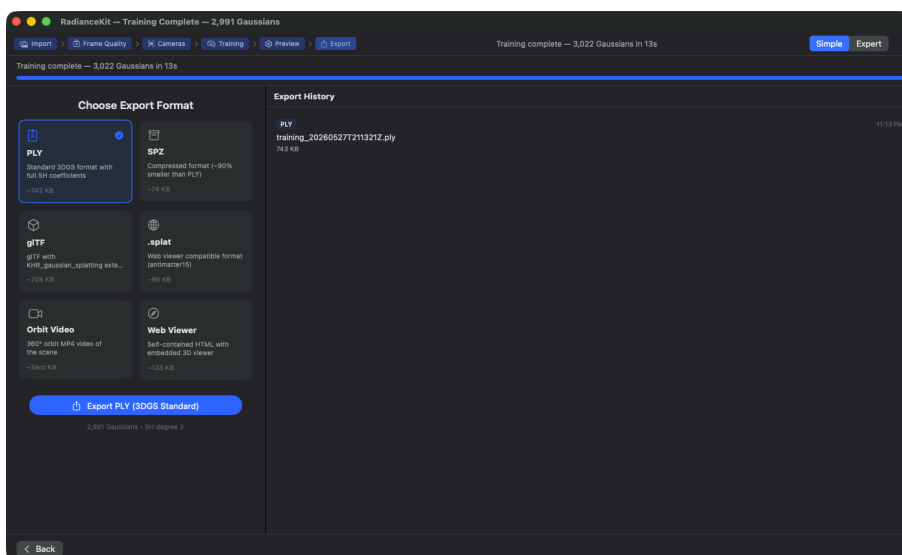 RadianceKit — Training Complete — 2,991 Gaussians
Import > Frame Quality > Cameras > Training > Preview > Export
Training complete — 3,022 Gaussians in 13s
Simple Expert
Training complete — 3,022 Gaussians in 13s
Choose Export Format
PLY
Standard 3DGS format with
full SH coefficients
~742 KB
SPZ
Compressed format (~90%
smaller than PLY)
~74 KB
glTF
glTF with
KHR_gaussian_splatting exte...
~708 KB
.splat
Web viewer compatible format
(antimatter15)
~96 KB
Orbit Video
360° orbit MP4 video of
the scene
~Zero KB
Web Viewer
Self-contained HTML with
embedded 3D viewer
~133 KB
Export PLY (3DGS Standard)
2,991 Gaussians · SH degree 3
Export History
PLY
11:13 PM
training_20260527T211321Z.ply
743 KB
< Back